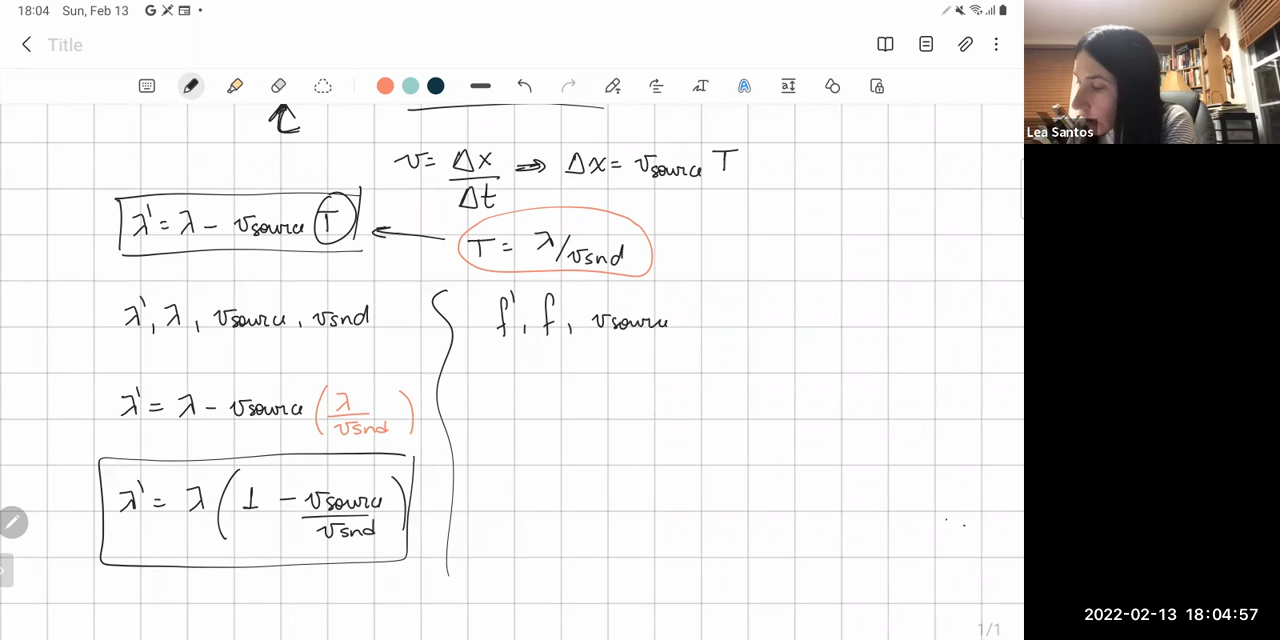 18:04 Sun, Feb 13
Title
v = Δx/Δt ⇒ Δx = vsource T
λ' = λ - vsource T
T = λ/vsnd
λ', λ, vsource, vsnd
f', f, vsource
λ' = λ - vsource (λ/vsnd)
λ' = λ (1 - vsource/vsnd)
1/1
Lea Santos
2022-02-13 18:04:57